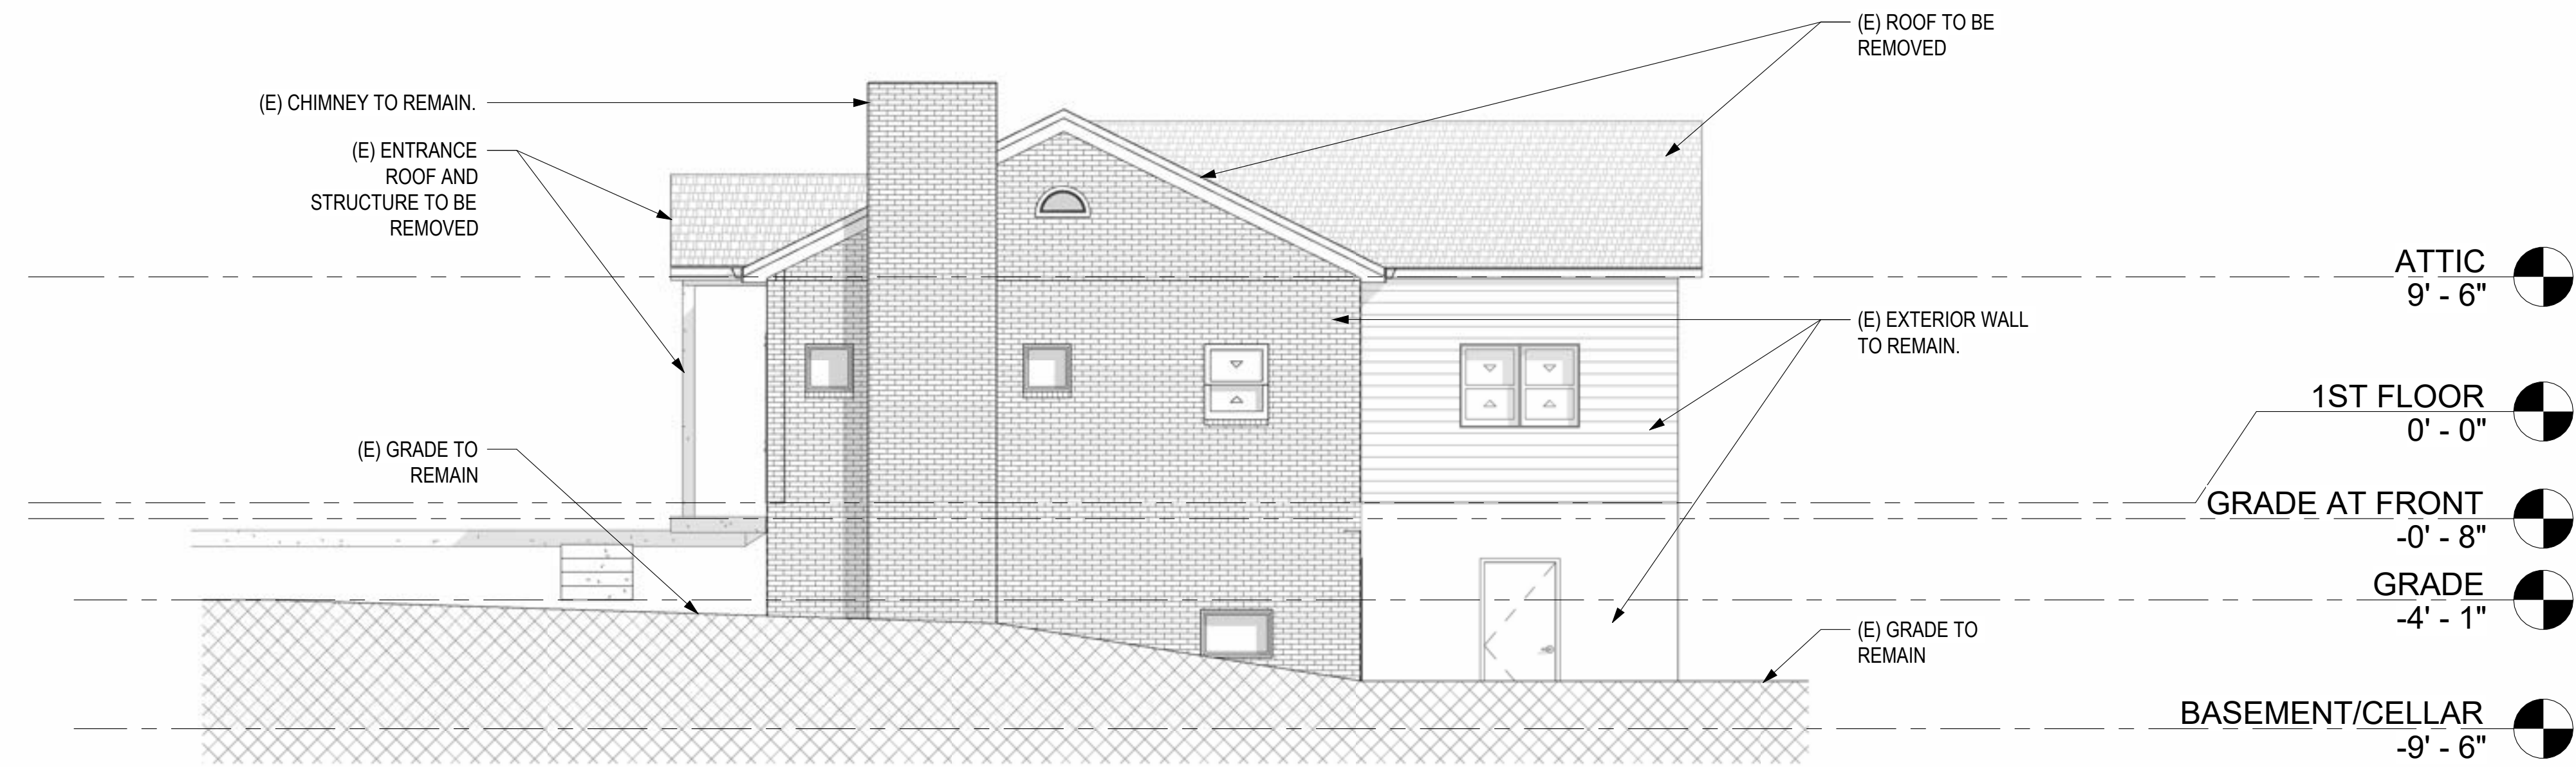 (E) ROOF TO BE
REMOVED
(E) CHIMNEY TO REMAIN.
(E) ENTRANCE
ROOF AND
STRUCTURE TO BE
REMOVED
ATTIC
9' - 6"
(E) EXTERIOR WALL
TO REMAIN.
1ST FLOOR
0' - 0"
(E) GRADE TO
REMAIN
GRADE AT FRONT
-0' - 8"
GRADE
-4' - 1"
(E) GRADE TO
REMAIN
BASEMENT/CELLAR
-9' - 6"